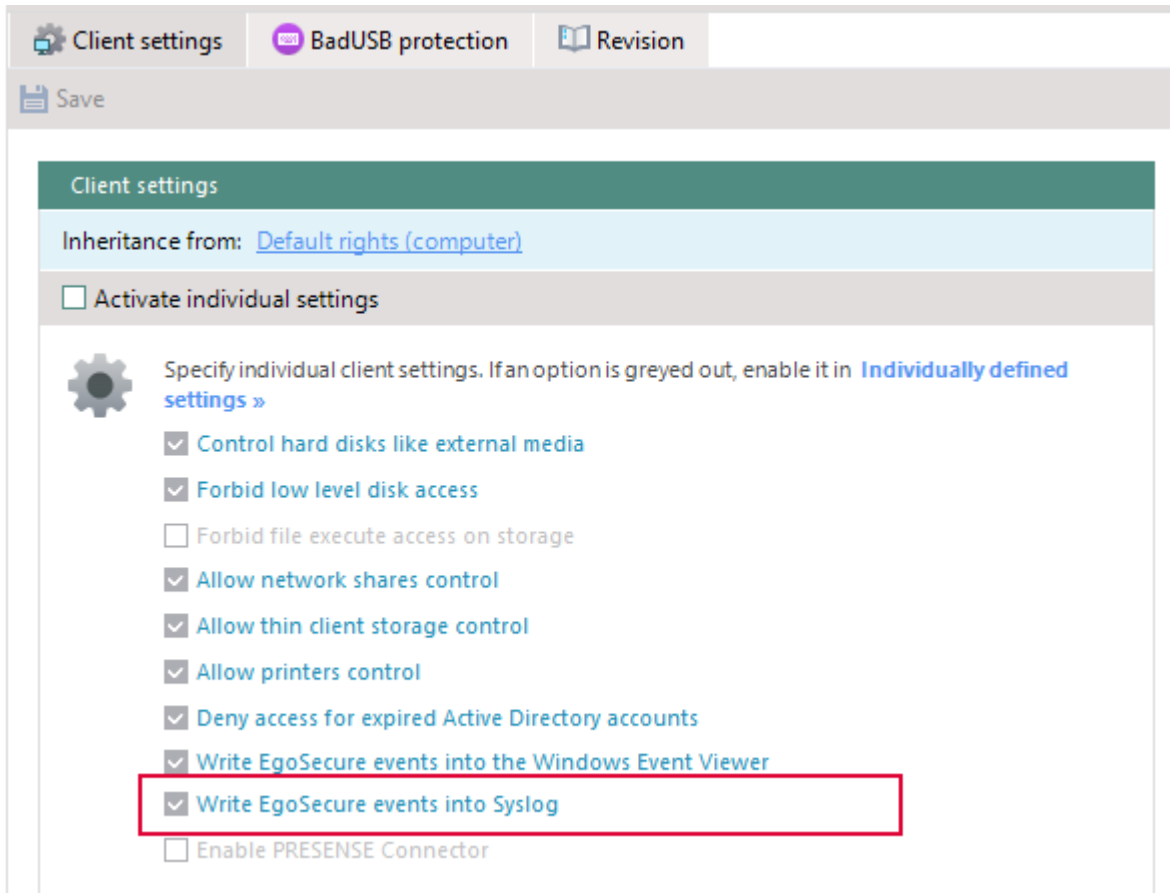 Client settings BadUSB protection Revision
Save
Client settings
Inheritance from: Default rights (computer)
Activate individual settings
Specify individual client settings. If an option is greyed out, enable it in Individually defined
settings »
Control hard disks like external media
Forbid low level disk access
Forbid file execute access on storage
Allow network shares control
Allow thin client storage control
Allow printers control
Deny access for expired Active Directory accounts
Write EgoSecure events into the Windows Event Viewer
Write EgoSecure events into Syslog
Enable PRESENSE Connector